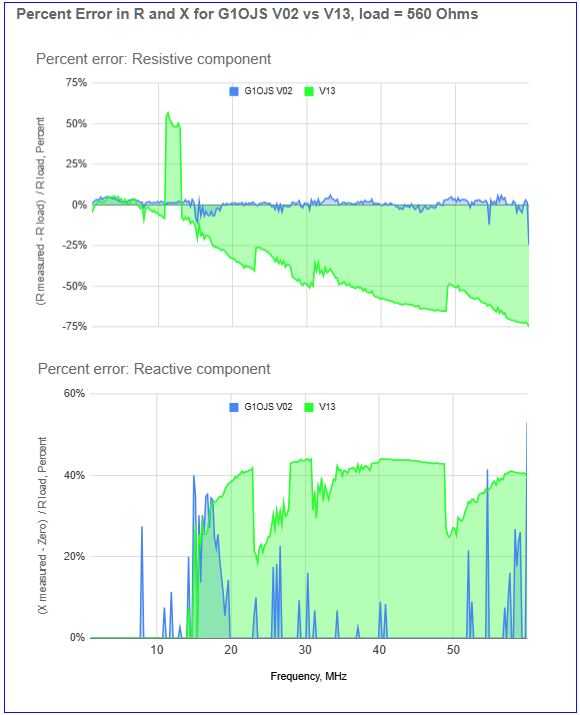 Percent Error in R and X for G1OJS V02 vs V13, load = 560 Ohms
Percent error: Resistive component
G1OJS V02 V13
75%
50%
25%
0%
-25%
-50%
-75%
(R measured - R load) / R load, Percent
Percent error: Reactive component
G1OJS V02 V13
60%
40%
20%
0%
(X measured - Zero) / R load, Percent
10 20 30 40 50
Frequency, MHz